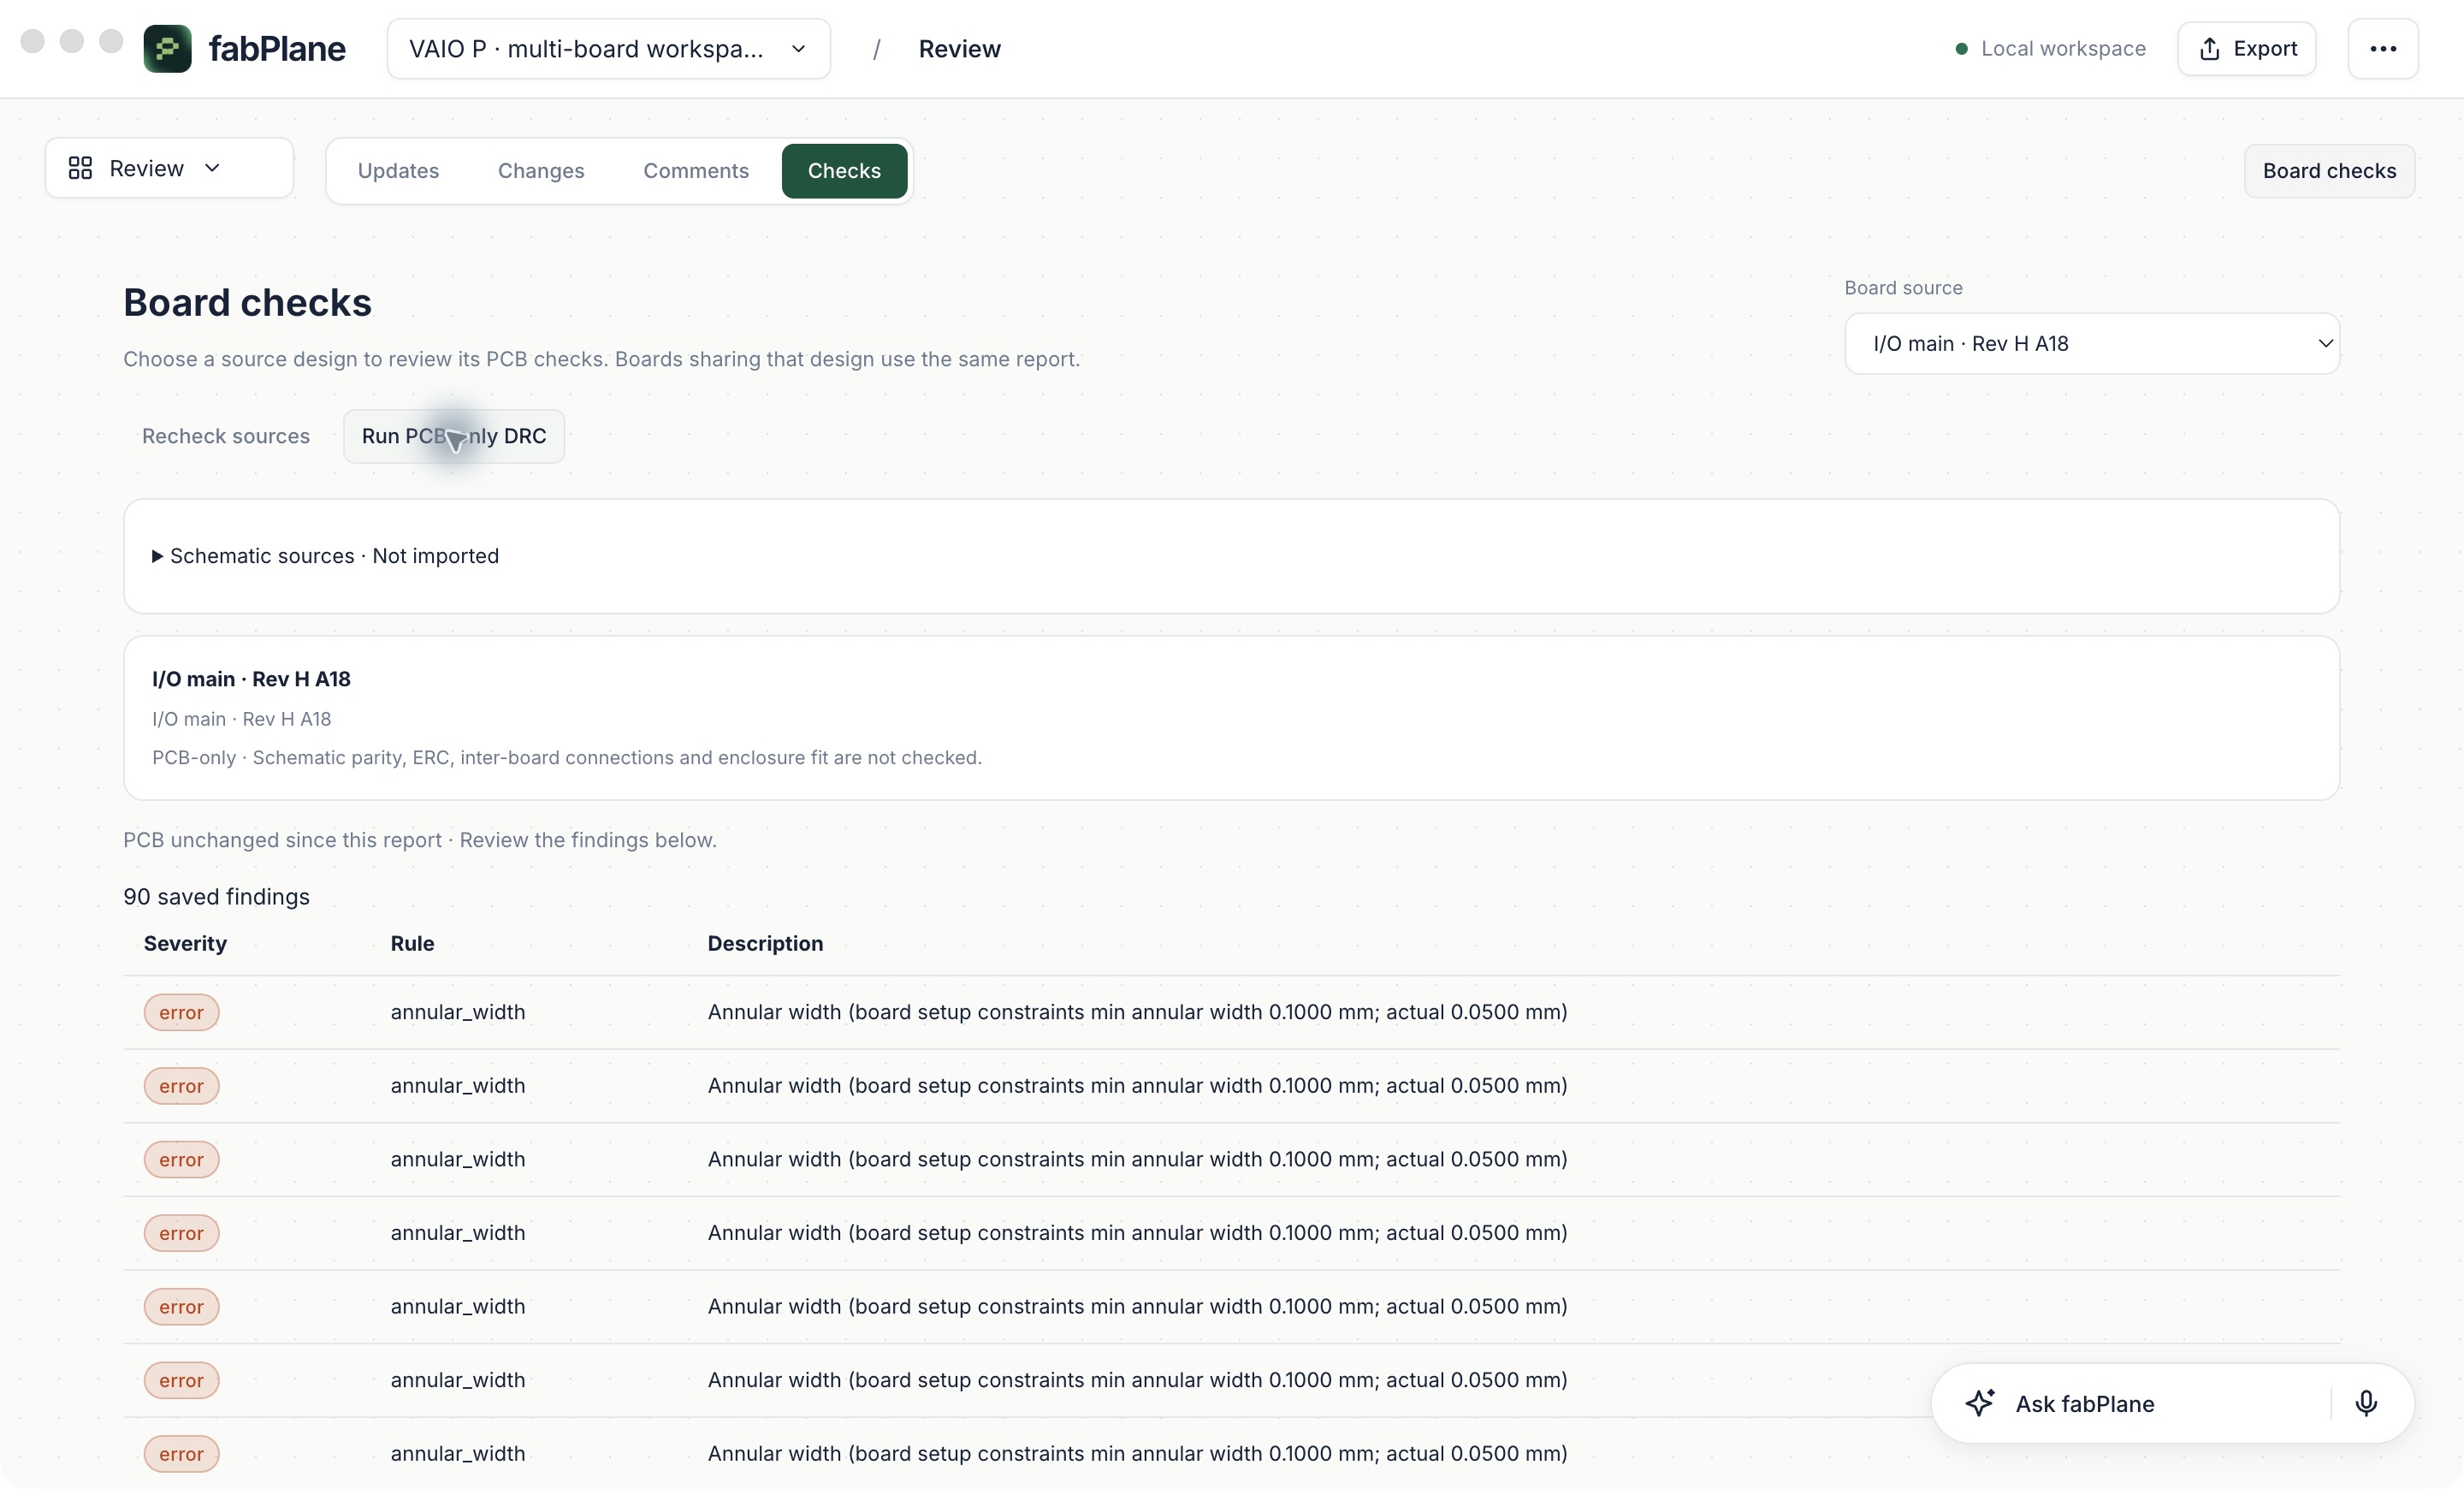 fabPlane
VAIO P · multi-board workspa...
/
Review
Local workspace
Export
Review
Updates
Changes
Comments
Checks
Board checks
Board checks
Board source
I/O main · Rev H A18
Choose a source design to review its PCB checks. Boards sharing that design use the same report.
Recheck sources
Run PCB-only DRC
Schematic sources · Not imported
I/O main · Rev H A18
I/O main · Rev H A18
PCB-only · Schematic parity, ERC, inter-board connections and enclosure fit are not checked.
PCB unchanged since this report · Review the findings below.
90 saved findings
Severity Rule Description
error annular_width Annular width (board setup constraints min annular width 0.1000 mm; actual 0.0500 mm)
error annular_width Annular width (board setup constraints min annular width 0.1000 mm; actual 0.0500 mm)
error annular_width Annular width (board setup constraints min annular width 0.1000 mm; actual 0.0500 mm)
error annular_width Annular width (board setup constraints min annular width 0.1000 mm; actual 0.0500 mm)
error annular_width Annular width (board setup constraints min annular width 0.1000 mm; actual 0.0500 mm)
error annular_width Annular width (board setup constraints min annular width 0.1000 mm; actual 0.0500 mm)
error annular_width Annular width (board setup constraints min annular width 0.1000 mm; actual 0.0500 mm)
Ask fabPlane